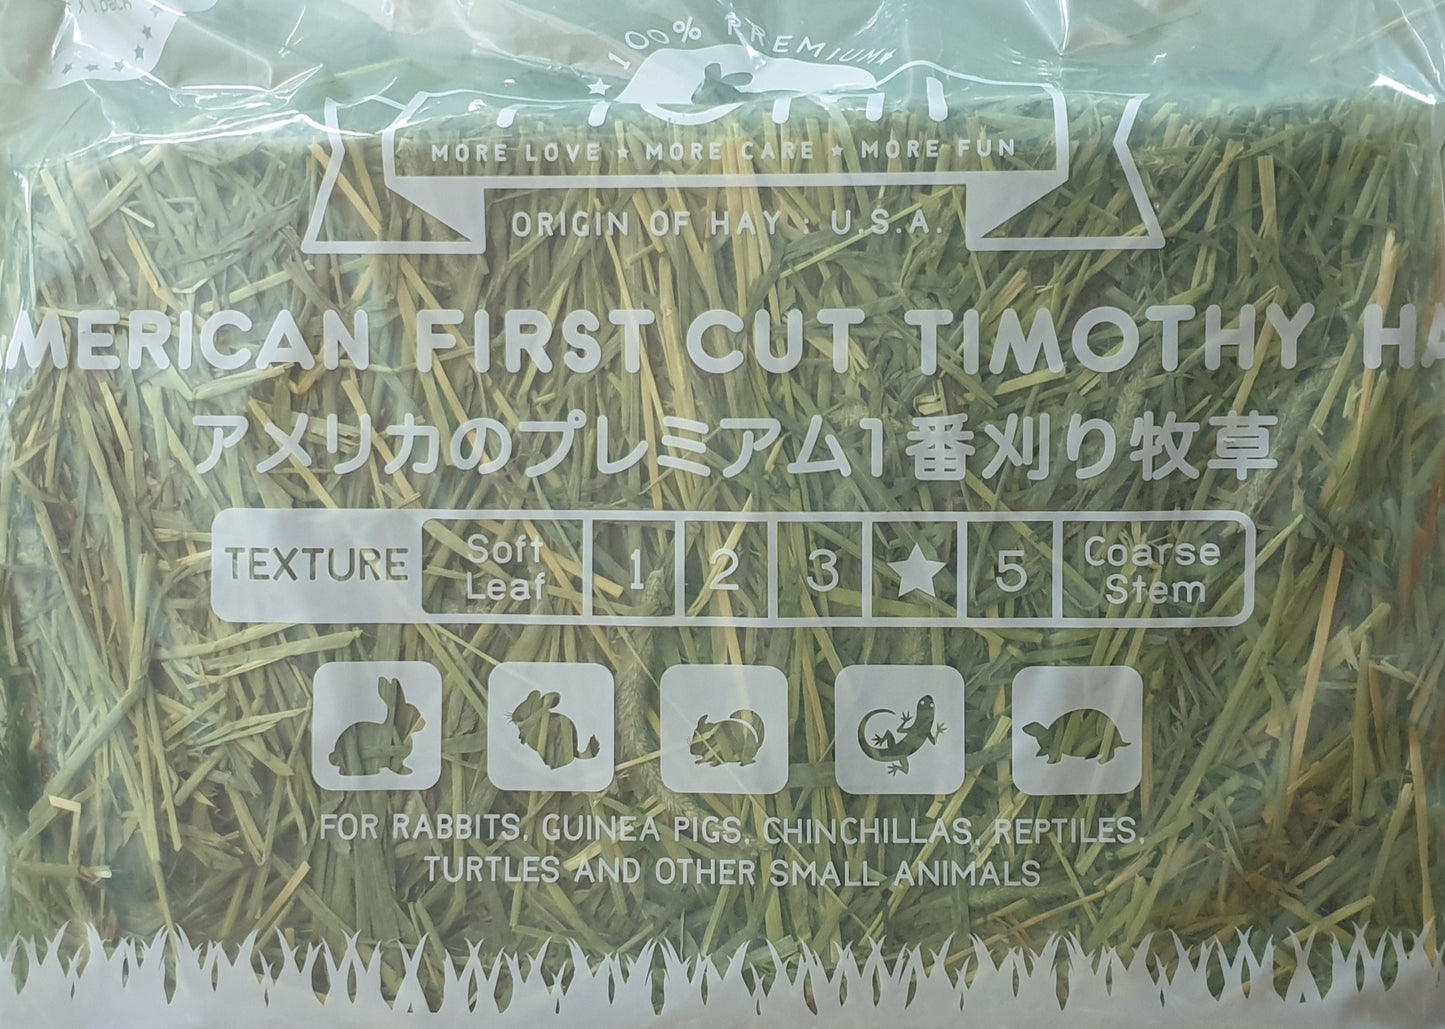 100% PREMIUM
MORE LOVE ★ MORE CARE ★ MORE FUN
ORIGIN OF HAY : U.S.A.
MERICAN FIRST CUT TIMOTHY HA
アメリカのプレミアム1番刈り牧草
TEXTURE Soft Leaf 1 2 3 ★ 5 Coarse Stem
FOR RABBITS, GUINEA PIGS, CHINCHILLAS, REPTILES,
TURTLES AND OTHER SMALL ANIMALS